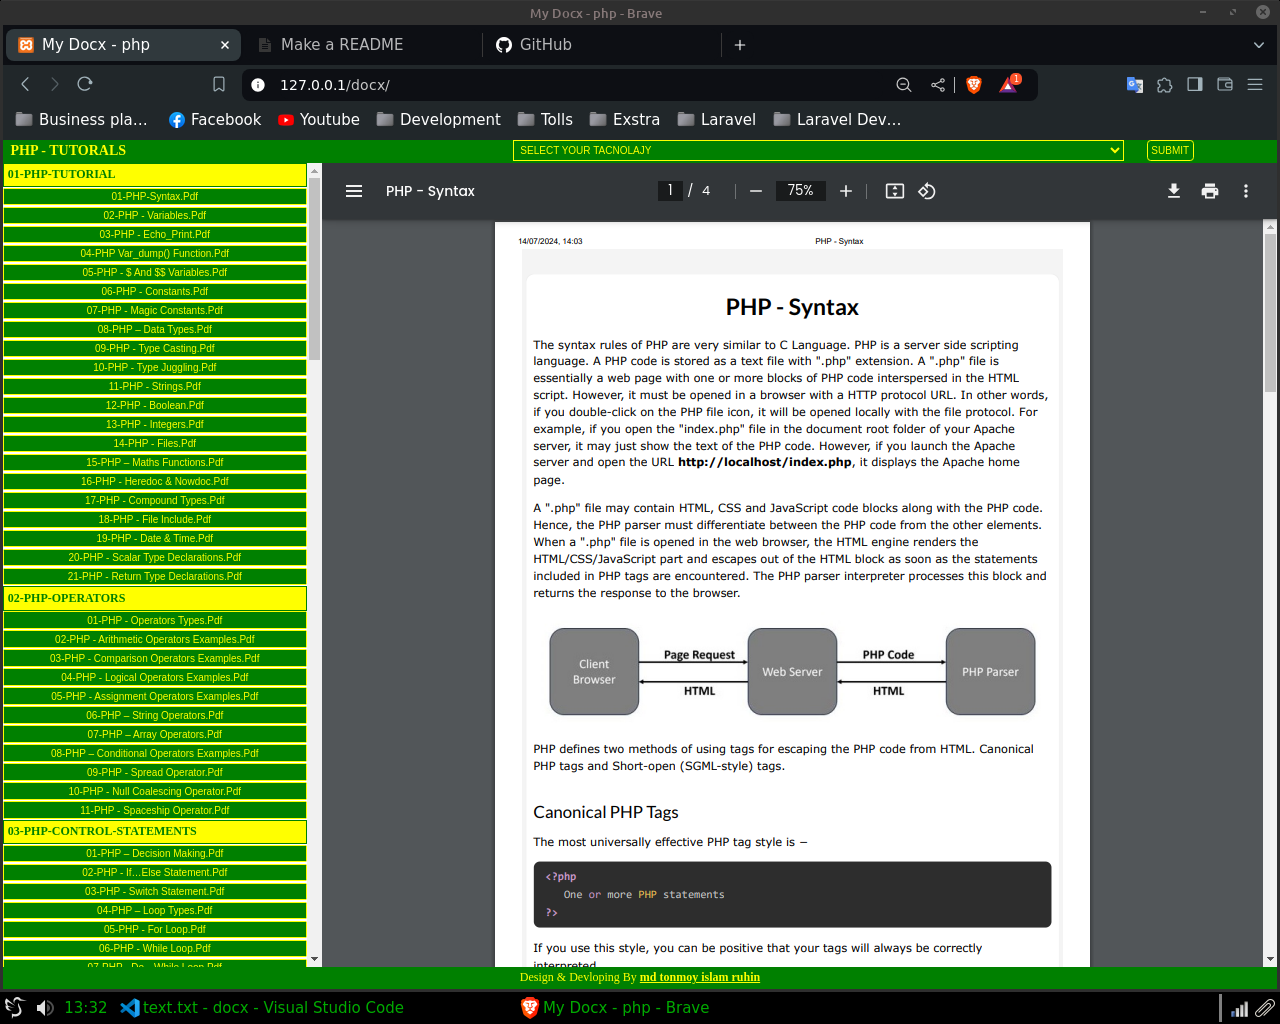 My Docx - php - Brave
My Docx - php
Make a README
GitHub
127.0.0.1/docx/
1
Business pla...
Facebook
Youtube
Development
Tolls
Exstra
Laravel
Laravel Dev...
PHP - TUTORALS
SELECT YOUR TACNOLAJY
SUBMIT
01-PHP-TUTORIAL
01-PHP-Syntax.Pdf
02-PHP - Variables.Pdf
03-PHP - Echo_Print.Pdf
04-PHP Var_dump() Function.Pdf
05-PHP - $ And $$ Variables.Pdf
06-PHP - Constants.Pdf
07-PHP - Magic Constants.Pdf
08-PHP – Data Types.Pdf
09-PHP - Type Casting.Pdf
10-PHP - Type Juggling.Pdf
11-PHP - Strings.Pdf
12-PHP - Boolean.Pdf
13-PHP - Integers.Pdf
14-PHP - Files.Pdf
15-PHP – Maths Functions.Pdf
16-PHP - Heredoc & Nowdoc.Pdf
17-PHP - Compound Types.Pdf
18-PHP - File Include.Pdf
19-PHP - Date & Time.Pdf
20-PHP - Scalar Type Declarations.Pdf
21-PHP - Return Type Declarations.Pdf
02-PHP-OPERATORS
01-PHP - Operators Types.Pdf
02-PHP - Arithmetic Operators Examples.Pdf
03-PHP - Comparison Operators Examples.Pdf
04-PHP - Logical Operators Examples.Pdf
05-PHP - Assignment Operators Examples.Pdf
06-PHP – String Operators.Pdf
07-PHP – Array Operators.Pdf
08-PHP – Conditional Operators Examples.Pdf
09-PHP - Spread Operator.Pdf
10-PHP - Null Coalescing Operator.Pdf
11-PHP - Spaceship Operator.Pdf
03-PHP-CONTROL-STATEMENTS
01-PHP – Decision Making.Pdf
02-PHP - If…Else Statement.Pdf
03-PHP - Switch Statement.Pdf
04-PHP – Loop Types.Pdf
05-PHP - For Loop.Pdf
06-PHP - While Loop.Pdf
07-PHP - Do…While Loop.Pdf
PHP - Syntax
1 / 4
75%
14/07/2024, 14:03
PHP - Syntax
PHP - Syntax
The syntax rules of PHP are very similar to C Language. PHP is a server side scripting
language. A PHP code is stored as a text file with ".php" extension. A ".php" file is
essentially a web page with one or more blocks of PHP code interspersed in the HTML
script. However, it must be opened in a browser with a HTTP protocol URL. In other words,
if you double-click on the PHP file icon, it will be opened locally with the file protocol. For
example, if you open the "index.php" file in the document root folder of your Apache
server, it may just show the text of the PHP code. However, if you launch the Apache
server and open the URL http://localhost/index.php, it displays the Apache home
page.
A ".php" file may contain HTML, CSS and JavaScript code blocks along with the PHP code.
Hence, the PHP parser must differentiate between the PHP code from the other elements.
When a ".php" file is opened in the web browser, the HTML engine renders the
HTML/CSS/JavaScript part and escapes out of the HTML block as soon as the statements
included in PHP tags are encountered. The PHP parser interpreter processes this block and
returns the response to the browser.
Client
Browser
Page Request
HTML
Web Server
PHP Code
HTML
PHP Parser
PHP defines two methods of using tags for escaping the PHP code from HTML. Canonical
PHP tags and Short-open (SGML-style) tags.
Canonical PHP Tags
The most universally effective PHP tag style is −
<?php
One or more PHP statements
?>
If you use this style, you can be positive that your tags will always be correctly
interpreted.
Design & Devloping By md tonmoy islam ruhin
13:32
text.txt - docx - Visual Studio Code
My Docx - php - Brave